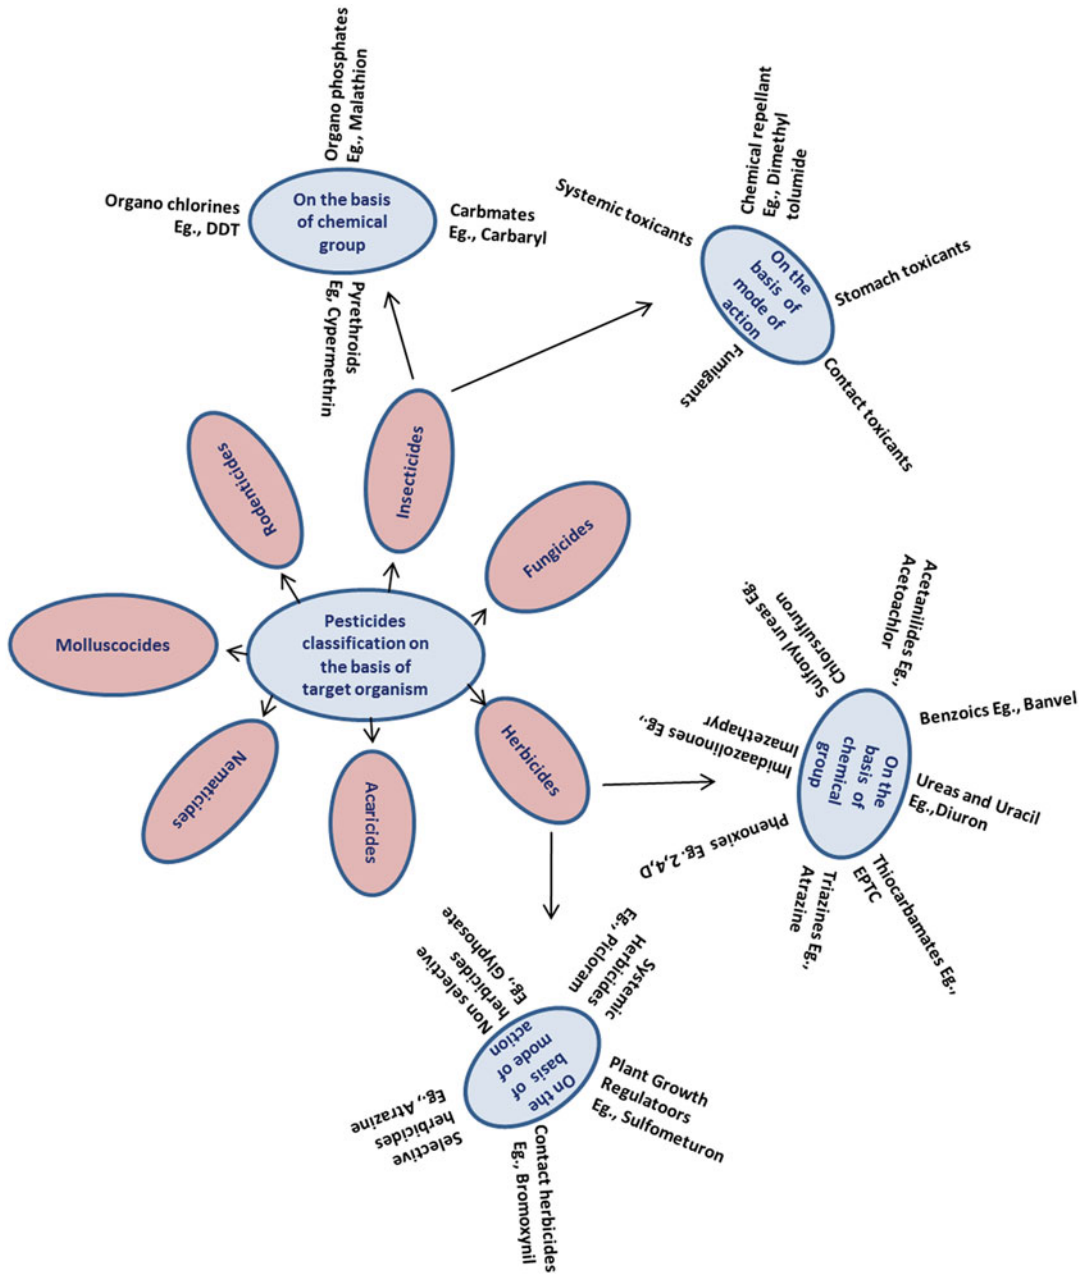 Organo phosphates
Eg., Malathion
Organo chlorines
Eg., DDT
On the basis
of chemical
group
Carbmates
Eg., Carbaryl
Pyrethroids
Eg, Cypermethrin
Systemic toxicants
Chemical repellant
Eg., Dimethyl
tolumide
On the
basis of
mode of
action
Stomach toxicants
Contact toxicants
Fumigants
Rodenticides
Insecticides
Fungicides
Molluscocides
Pesticides
classification on
the basis of
target organism
Herbicides
Nematicides
Acaricides
Sulfonyl ureas Eg.
Chlorsulfuron
Acetanilides Eg.,
Acetoachlor
Benzoics Eg., Banvel
Imidaazolinones Eg.,
Imazethapyr
On the
basis of
chemical
group
Ureas and Uracil
Eg.,Diuron
Phenoxies Eg. 2,4,D
Triazines Eg.,
Atrazine
Thiocarbamates Eg.,
EPTC
Non selective
herbicides
Eg., Glyphosate
Systemic
Herbicides
Eg., Picloram
On the
basis of
mode of
action
Plant Growth
Regulatoors
Eg., Sulfometuron
Selective
herbicides
Eg., Atrazine
Contact herbicides
Eg., Bromoxynil